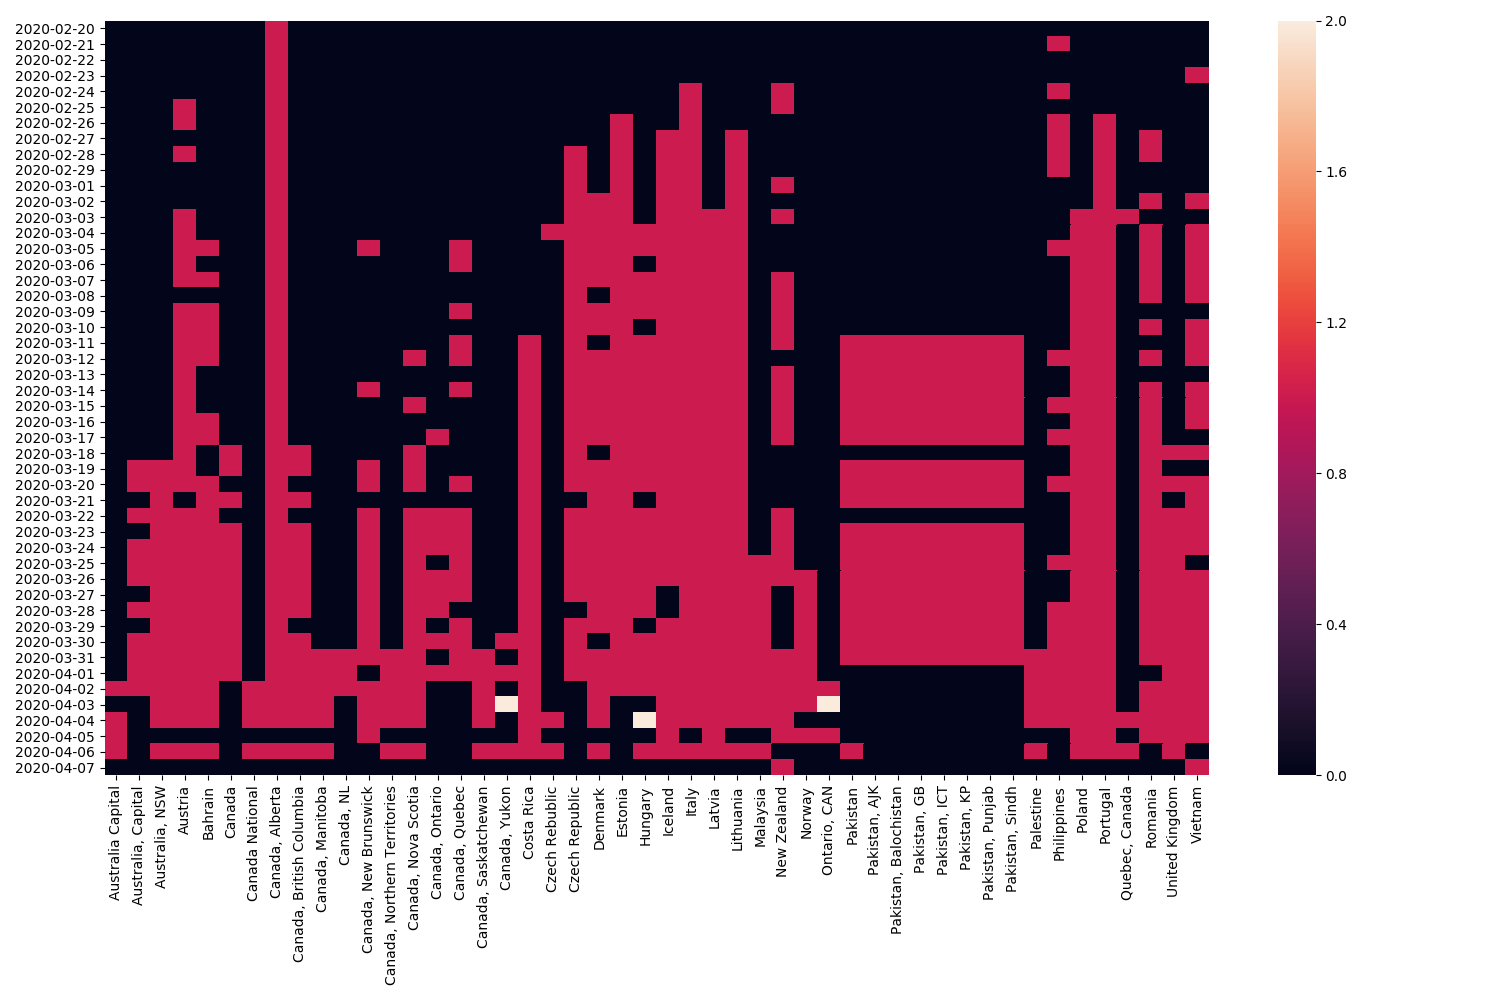 2020-02-20
2020-02-21
2020-02-22
2020-02-23
2020-02-24
2020-02-25
2020-02-26
2020-02-27
2020-02-28
2020-02-29
2020-03-01
2020-03-02
2020-03-03
2020-03-04
2020-03-05
2020-03-06
2020-03-07
2020-03-08
2020-03-09
2020-03-10
2020-03-11
2020-03-12
2020-03-13
2020-03-14
2020-03-15
2020-03-16
2020-03-17
2020-03-18
2020-03-19
2020-03-20
2020-03-21
2020-03-22
2020-03-23
2020-03-24
2020-03-25
2020-03-26
2020-03-27
2020-03-28
2020-03-29
2020-03-30
2020-03-31
2020-04-01
2020-04-02
2020-04-03
2020-04-04
2020-04-05
2020-04-06
2020-04-07
Australia Capital
Australia, Capital
Australia, NSW
Austria
Bahrain
Canada
Canada National
Canada, Alberta
Canada, British Columbia
Canada, Manitoba
Canada, NL
Canada, New Brunswick
Canada, Northern Territories
Canada, Nova Scotia
Canada, Ontario
Canada, Quebec
Canada, Saskatchewan
Canada, Yukon
Costa Rica
Czech Rebublic
Czech Republic
Denmark
Estonia
Hungary
Iceland
Italy
Latvia
Lithuania
Malaysia
New Zealand
Norway
Ontario, CAN
Pakistan
Pakistan, AJK
Pakistan, Balochistan
Pakistan, GB
Pakistan, ICT
Pakistan, KP
Pakistan, Punjab
Pakistan, Sindh
Palestine
Philippines
Poland
Portugal
Quebec, Canada
Romania
United Kingdom
Vietnam
2.0
1.6
1.2
0.8
0.4
0.0